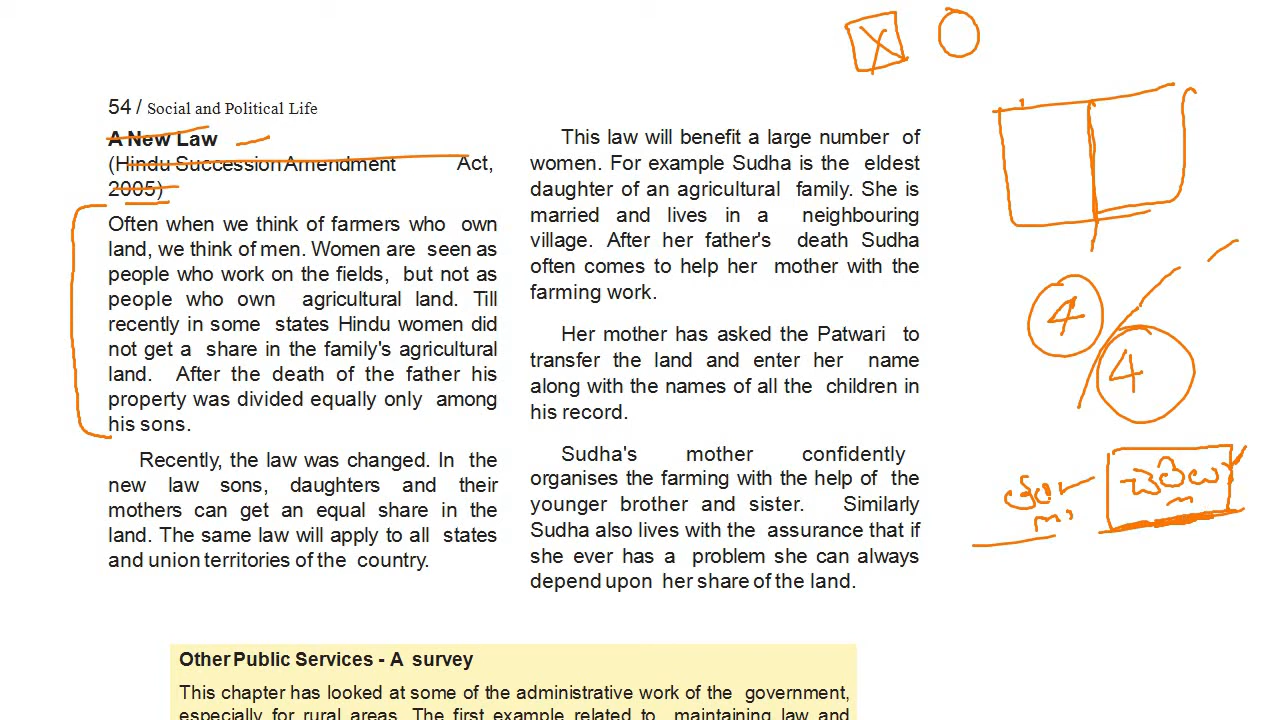 54 / Social and Political Life
A New Law
(Hindu Succession Amendment Act,
2005)
Often when we think of farmers who own
land, we think of men. Women are seen as
people who work on the fields, but not as
people who own agricultural land. Till
recently in some states Hindu women did
not get a share in the family's agricultural
land. After the death of the father his
property was divided equally only among
his sons.
Recently, the law was changed. In the
new law sons, daughters and their
mothers can get an equal share in the
land. The same law will apply to all states
and union territories of the country.
This law will benefit a large number of
women. For example Sudha is the eldest
daughter of an agricultural family. She is
married and lives in a neighbouring
village. After her father's death Sudha
often comes to help her mother with the
farming work.
Her mother has asked the Patwari to
transfer the land and enter her name
along with the names of all the children in
his record.
Sudha's mother confidently
organises the farming with the help of the
younger brother and sister. Similarly
Sudha also lives with the assurance that if
she ever has a problem she can always
depend upon her share of the land.
4
4
Other Public Services - A survey
This chapter has looked at some of the administrative work of the government,
especially for rural areas. The first example related to maintaining law and